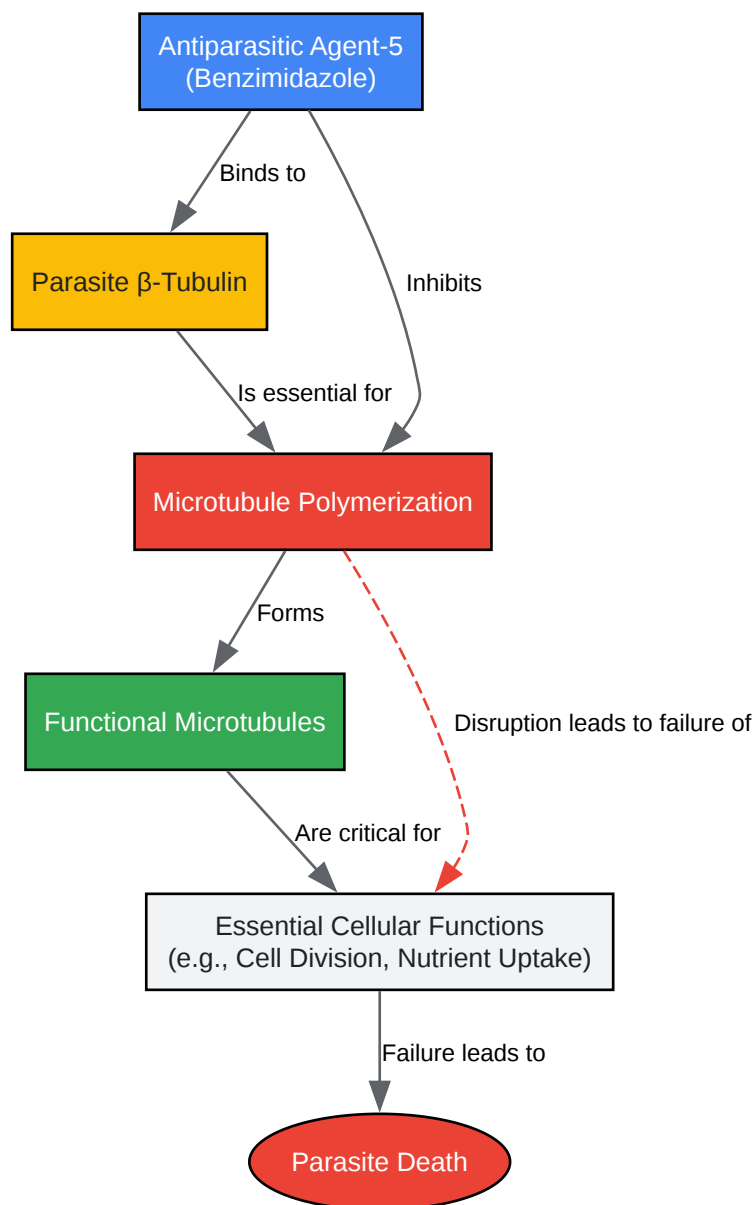 Antiparasitic Agent-5
(Benzimidazole)
Binds to
Parasite β-Tubulin
Inhibits
Is essential for
Microtubule Polymerization
Forms
Functional Microtubules
Disruption leads to failure of
Are critical for
Essential Cellular Functions
(e.g., Cell Division, Nutrient Uptake)
Failure leads to
Parasite Death